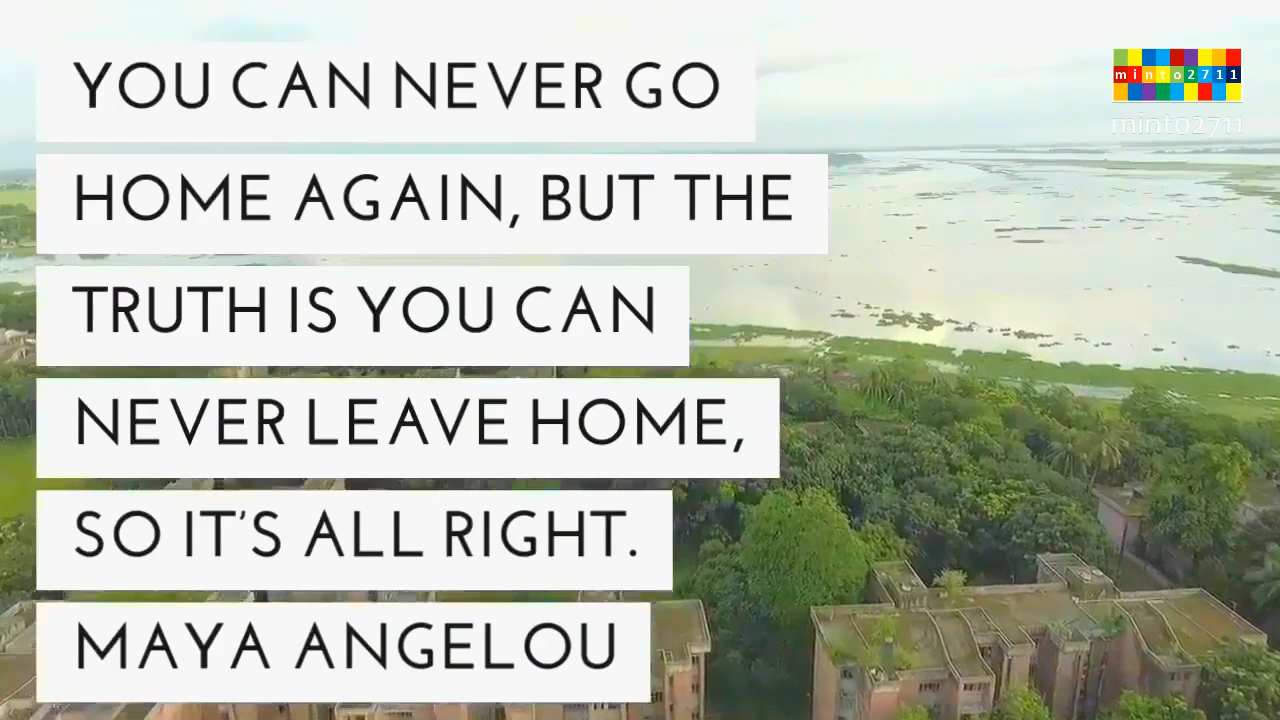 YOU CAN NEVER GO
HOME AGAIN, BUT THE
TRUTH IS YOU CAN
NEVER LEAVE HOME,
SO IT'S ALL RIGHT.
MAYA ANGELOU
minto2711
minto2711